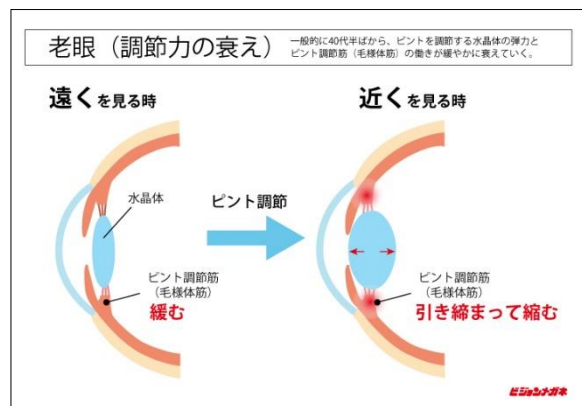 老眼（調節力の衰え）
一般的に40代半ばから、ピントを調節する水晶体の弾力と
ピント調節筋（毛様体筋）の働きが緩やかに衰えていく。
遠くを見る時
近くを見る時
水晶体
ピント調節
ピント調節筋
（毛様体筋）
緩む
ピント調節筋
（毛様体筋）
引き締まって縮む
ビジョンメガネ